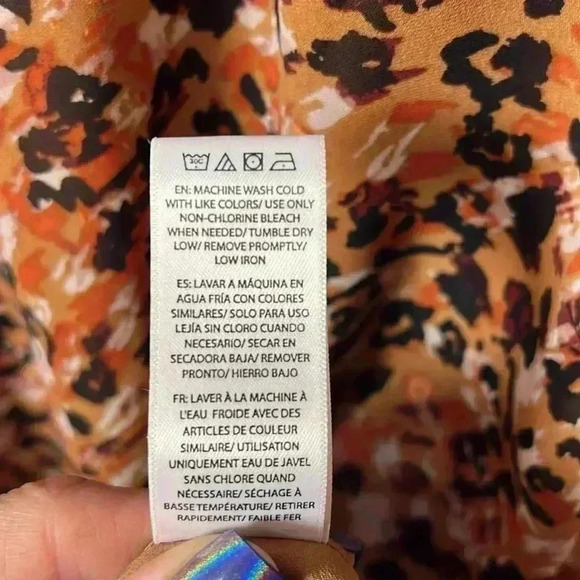 EN: MACHINE WASH COLD
WITH LIKE COLORS/ USE ONLY
NON-CHLORINE BLEACH
WHEN NEEDED/ TUMBLE DRY
LOW/ REMOVE PROMPTLY/
LOW IRON
ES: LAVAR A MÁQUINA EN
AGUA FRÍA CON COLORES
SIMILARES/ SOLO PARA USO
LEJÍA SIN CLORO CUANDO
NECESARIO/ SECAR EN
SECADORA BAJA/ REMOVER
PRONTO/ HIERRO BAJO
FR: LAVER À LA MACHINE À
L'EAU FROIDE AVEC DES
ARTICLES DE COULEUR
SIMILAIRE/ UTILISATION
UNIQUEMENT EAU DE JAVEL
SANS CHLORE QUAND
NÉCESSAIRE/ SÉCHAGE À
BASSE TEMPÉRATURE/ RETIRER
RAPIDEMENT/ FAIBLE FER